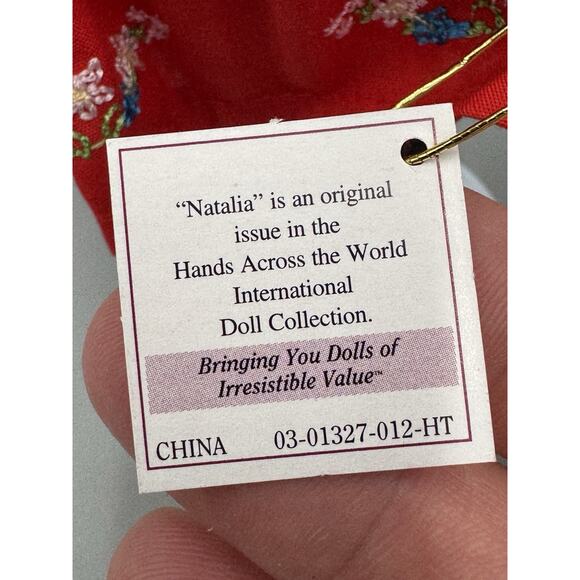 “Natalia” is an original
issue in the
Hands Across the World
International
Doll Collection.
Bringing You Dolls of
Irresistible Value™
CHINA 03-01327-012-HT